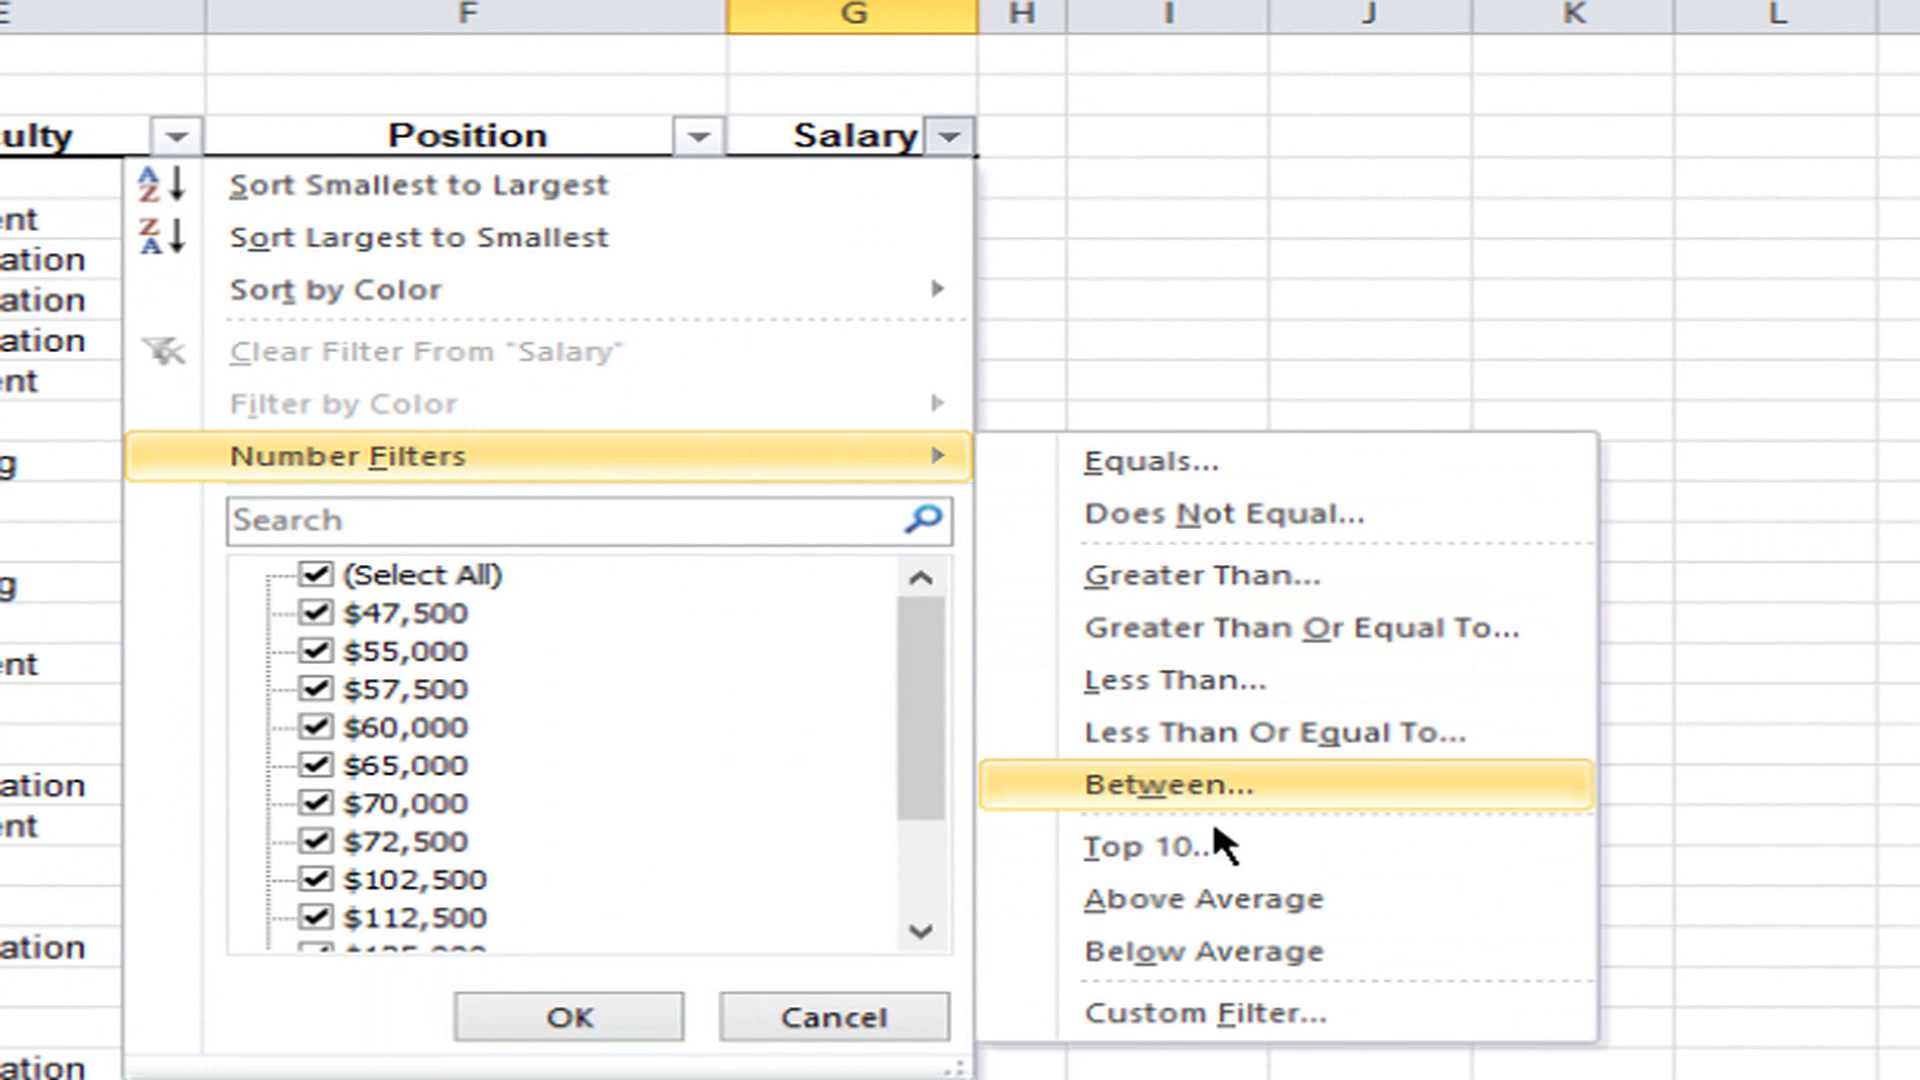 E F G H I J K L
culty Position Salary
Sort Smallest to Largest
Sort Largest to Smallest
Sort by Color
Clear Filter From "Salary"
Filter by Color
Number Filters
Search
(Select All)
$47,500
$55,000
$57,500
$60,000
$65,000
$70,000
$72,500
$102,500
$112,500
OK Cancel
Equals...
Does Not Equal...
Greater Than...
Greater Than Or Equal To...
Less Than...
Less Than Or Equal To...
Between...
Top 10...
Above Average
Below Average
Custom Filter...
ent
ation
ation
ation
ent
g
g
ent
ation
ent
ation
ation